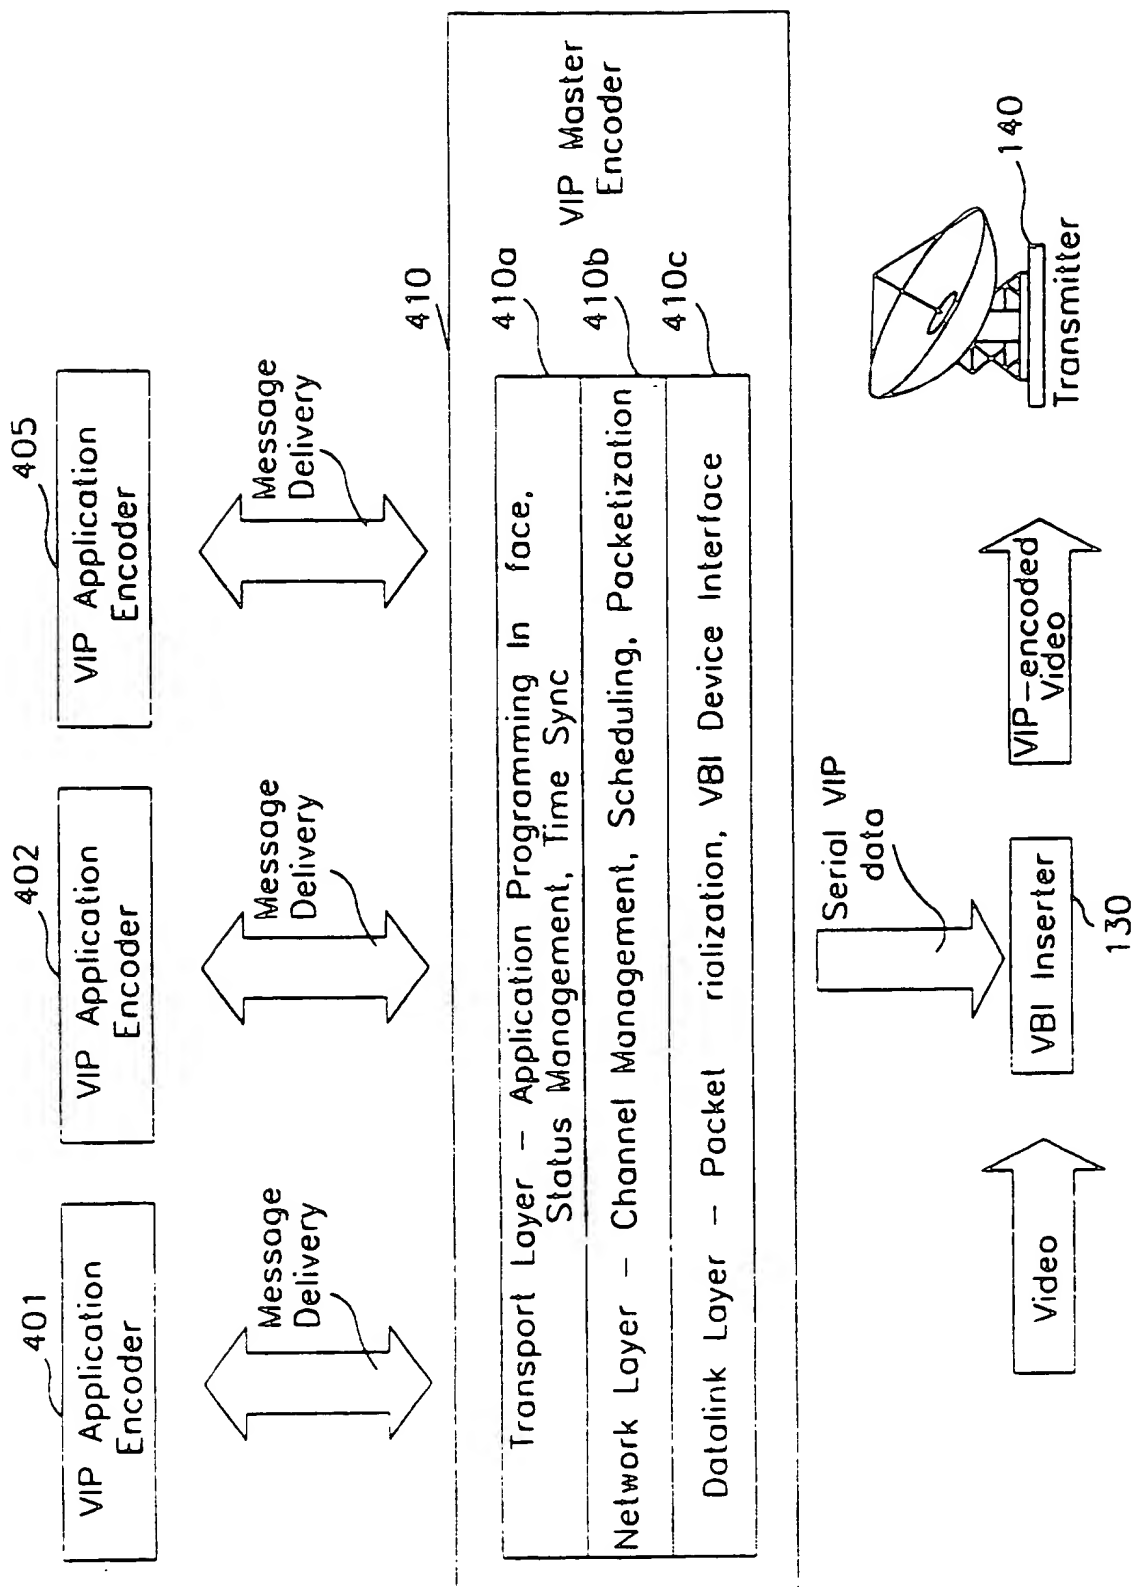 401
VIP Application
Encoder
402
VIP Application
Encoder
405
VIP Application
Encoder
Message
Delivery
Message
Delivery
Message
Delivery
410
Transport Layer – Application Programming In face,
Status Management, Time Sync
410a
Network Layer – Channel Management, Scheduling, Packetization
410b
Datalink Layer – Packet rialization, VBI Device Interface
410c
VIP Master
Encoder
Serial VIP
data
Video
VBI Inserter
130
VIP–encoded
Video
Transmitter
140